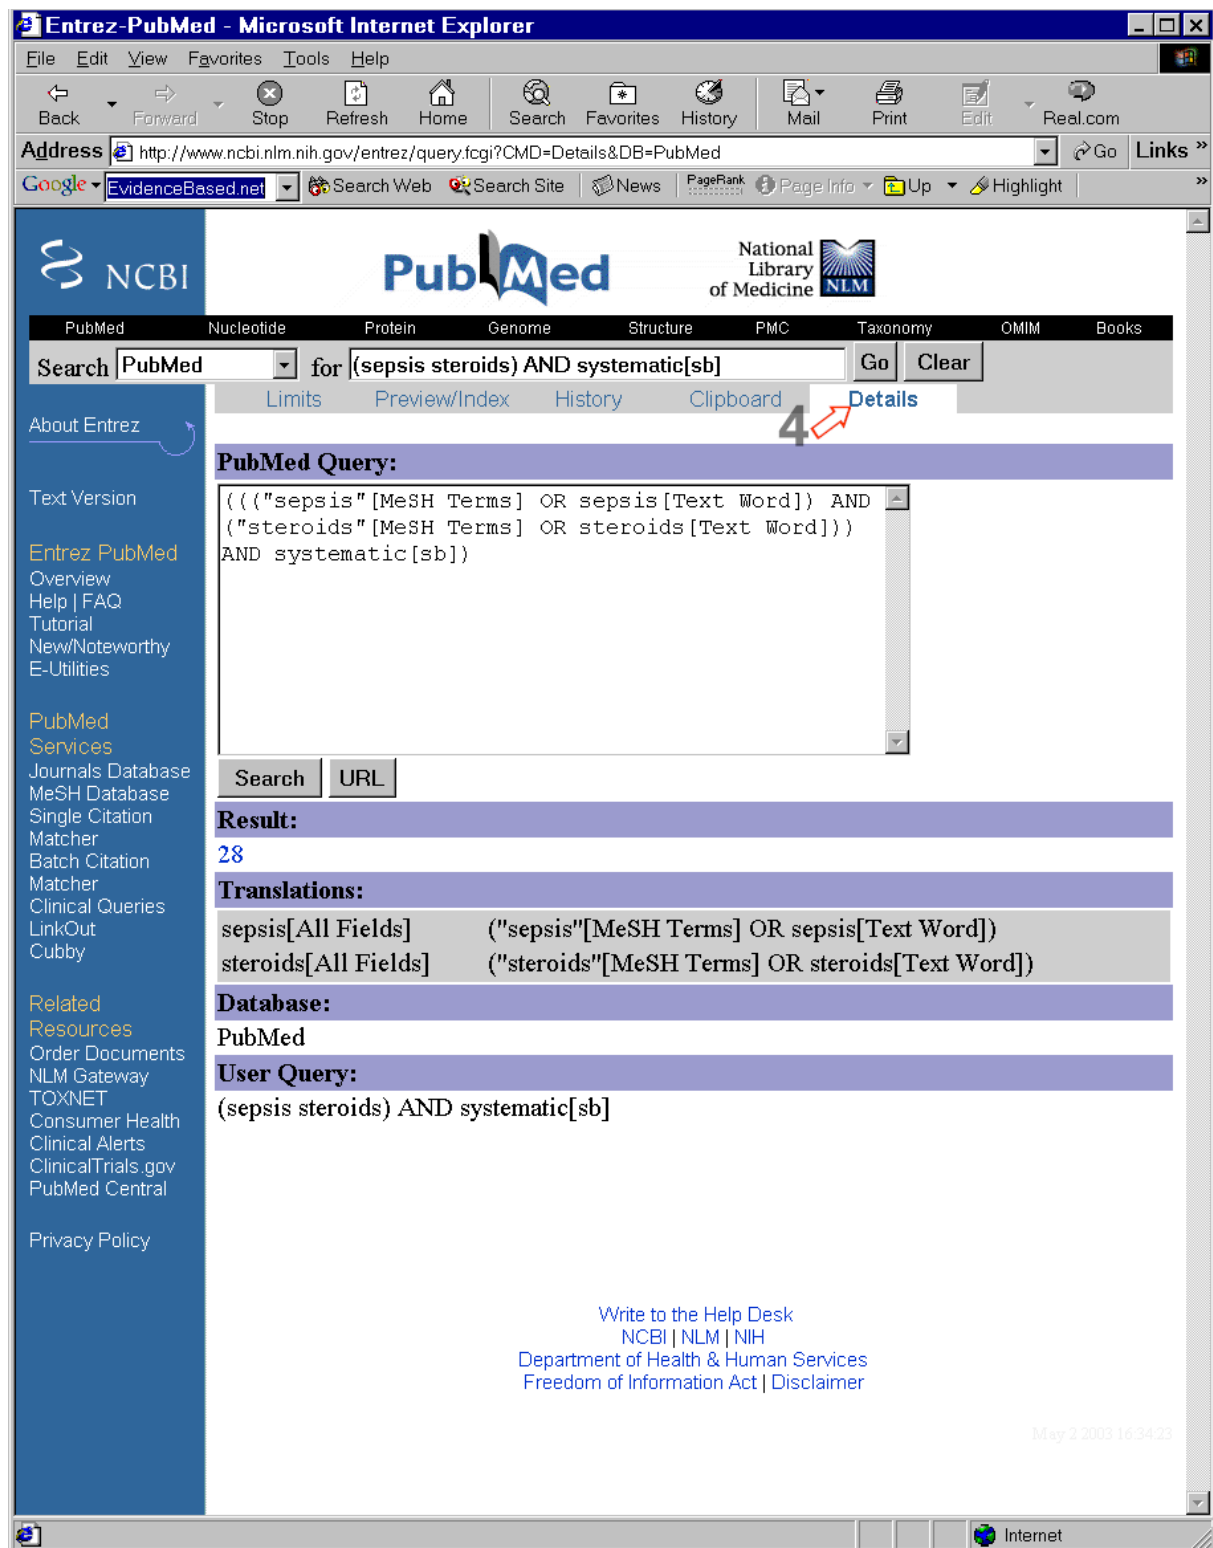 Entrez-PubMed - Microsoft Internet Explorer
File Edit View Favorites Tools Help
Back Forward Stop Refresh Home Search Favorites History Mail Print Edit Real.com
Address http://www.ncbi.nlm.nih.gov/entrez/query.fcgi?CMD=Details&DB=PubMed Go Links »
Google EvidenceBased.net Search Web Search Site News PageRank Page Info Up Highlight »
NCBI
PubMed
National
Library
of Medicine NLM
PubMed Nucleotide Protein Genome Structure PMC Taxonomy OMIM Books
Search PubMed for (sepsis steroids) AND systematic[sb] Go Clear
Limits Preview/Index History Clipboard Details
4
About Entrez
Text Version
Entrez PubMed
Overview
Help | FAQ
Tutorial
New/Noteworthy
E-Utilities
PubMed
Services
Journals Database
MeSH Database
Single Citation
Matcher
Batch Citation
Matcher
Clinical Queries
LinkOut
Cubby
Related
Resources
Order Documents
NLM Gateway
TOXNET
Consumer Health
Clinical Alerts
ClinicalTrials.gov
PubMed Central
Privacy Policy
PubMed Query:
((("sepsis"[MeSH Terms] OR sepsis[Text Word]) AND
("steroids"[MeSH Terms] OR steroids[Text Word]))
AND systematic[sb])
Search URL
Result:
28
Translations:
sepsis[All Fields] ("sepsis"[MeSH Terms] OR sepsis[Text Word])
steroids[All Fields] ("steroids"[MeSH Terms] OR steroids[Text Word])
Database:
PubMed
User Query:
(sepsis steroids) AND systematic[sb]
Write to the Help Desk
NCBI | NLM | NIH
Department of Health & Human Services
Freedom of Information Act | Disclaimer
May 2 2003 16:34:23
Internet